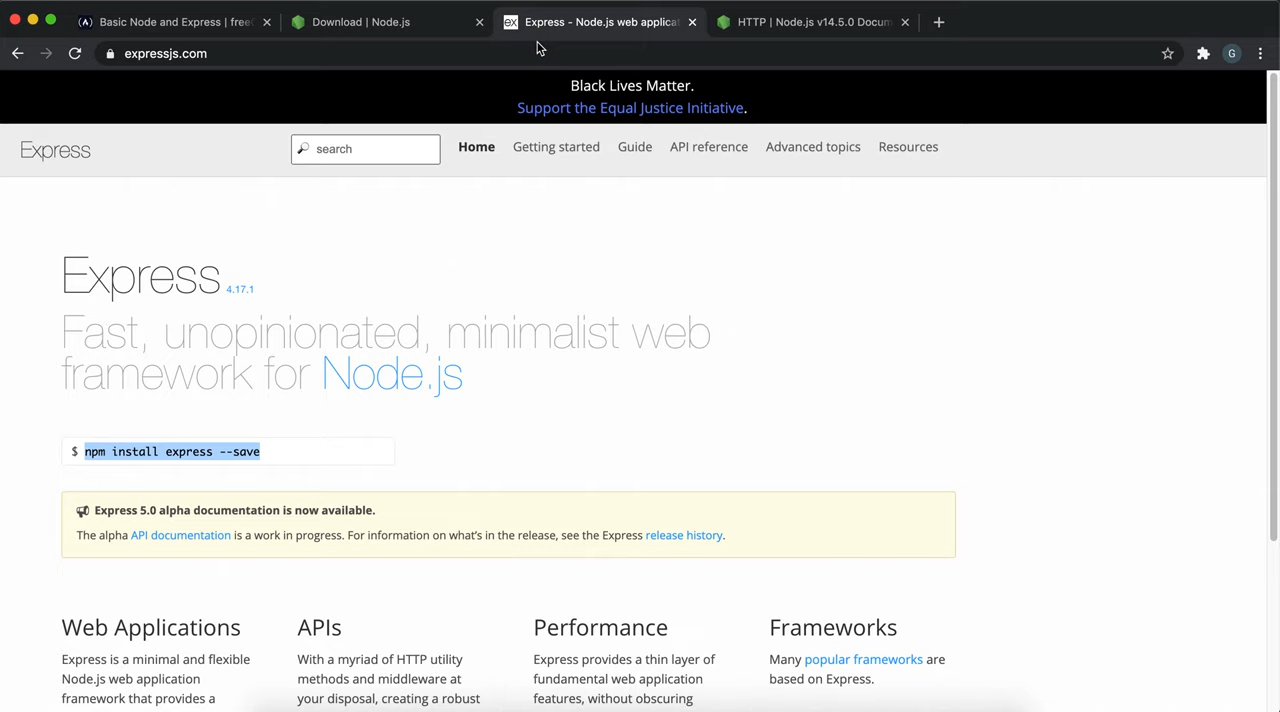 Basic Node and Express | free
Download | Node.js
Express - Node.js web applicat
HTTP | Node.js v14.5.0 Docum
expressjs.com
G
Black Lives Matter.
Support the Equal Justice Initiative.
Express
search
Home
Getting started
Guide
API reference
Advanced topics
Resources
Express 4.17.1
Fast, unopinionated, minimalist web
framework for Node.js
$ npm install express --save
Express 5.0 alpha documentation is now available.
The alpha API documentation is a work in progress. For information on what's in the release, see the Express release history.
Web Applications
Express is a minimal and flexible
Node.js web application
framework that provides a
APIs
With a myriad of HTTP utility
methods and middleware at
your disposal, creating a robust
Performance
Express provides a thin layer of
fundamental web application
features, without obscuring
Frameworks
Many popular frameworks are
based on Express.